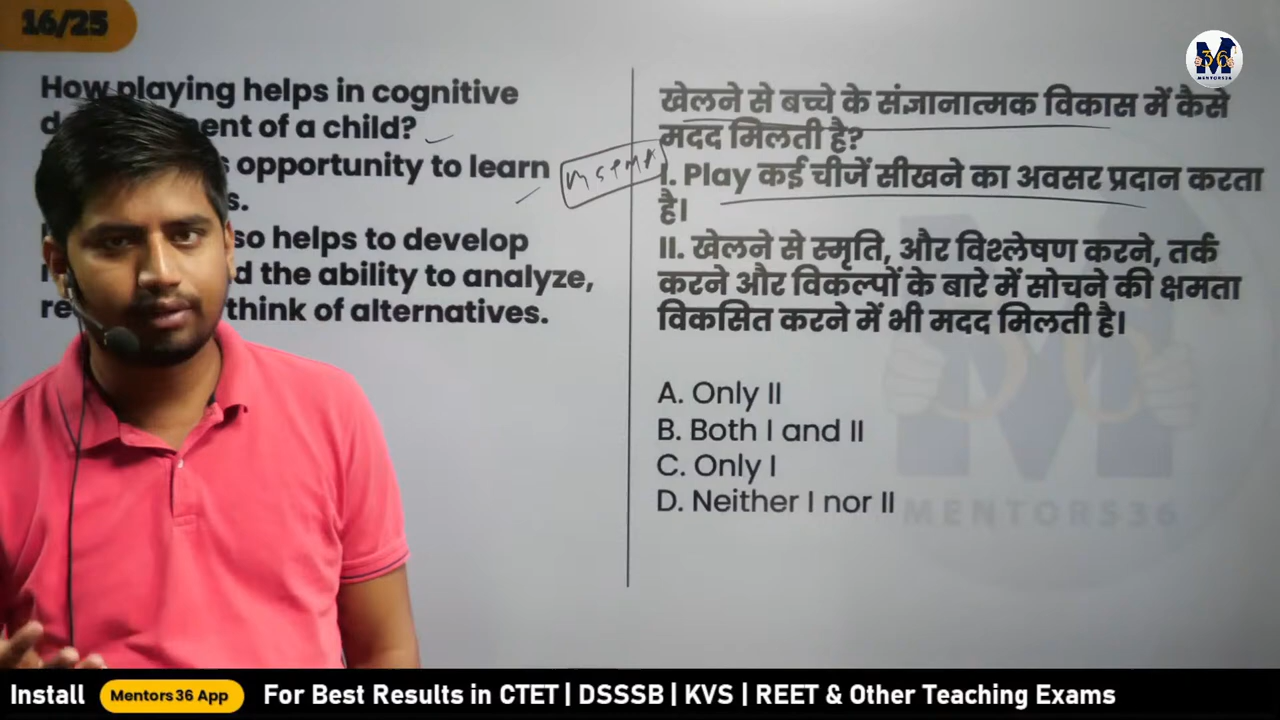 16/25
How playing helps in cognitive
ent of a child?
opportunity to learn
s.
so helps to develop
d the ability to analyze,
re think of alternatives.
खेलने से बच्चे के संज्ञानात्मक विकास में कैसे
मदद मिलती है?
I. Play कई चीजें सीखने का अवसर प्रदान करता
है।
II. खेलने से स्मृति, और विश्लेषण करने, तर्क
करने और विकल्पों के बारे में सोचने की क्षमता
विकसित करने में भी मदद मिलती है।
A. Only II
B. Both I and II
C. Only I
D. Neither I nor II
M
36
MENTORS36
MENTORS36
Install Mentors36 App For Best Results in CTET | DSSSB | KVS | REET & Other Teaching Exams